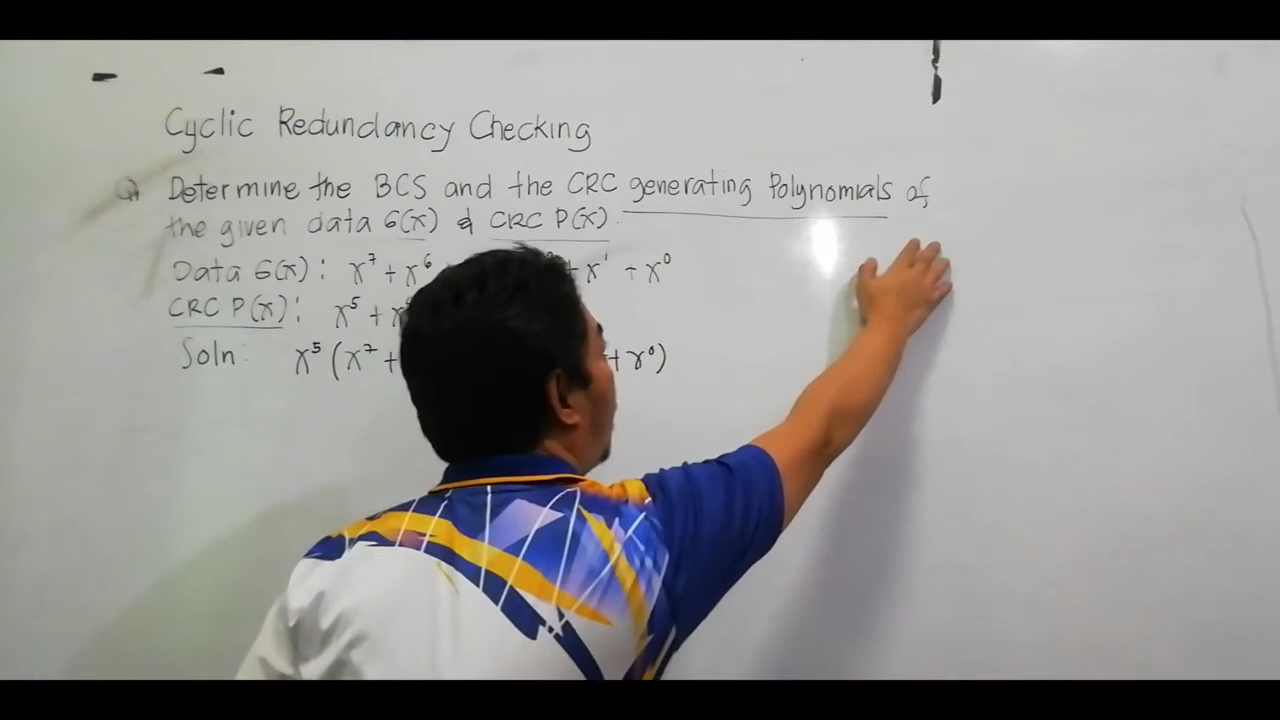 Cyclic Redundancy Checking
Q. Determine the BCS and the CRC generating Polynomials of
the given data G(x) & CRC P(x).
Data G(x): x⁷ + x⁶ + x¹ + x⁰
CRC P(x): x⁵ + x
Soln: x⁵ (x⁷ + + x⁰)